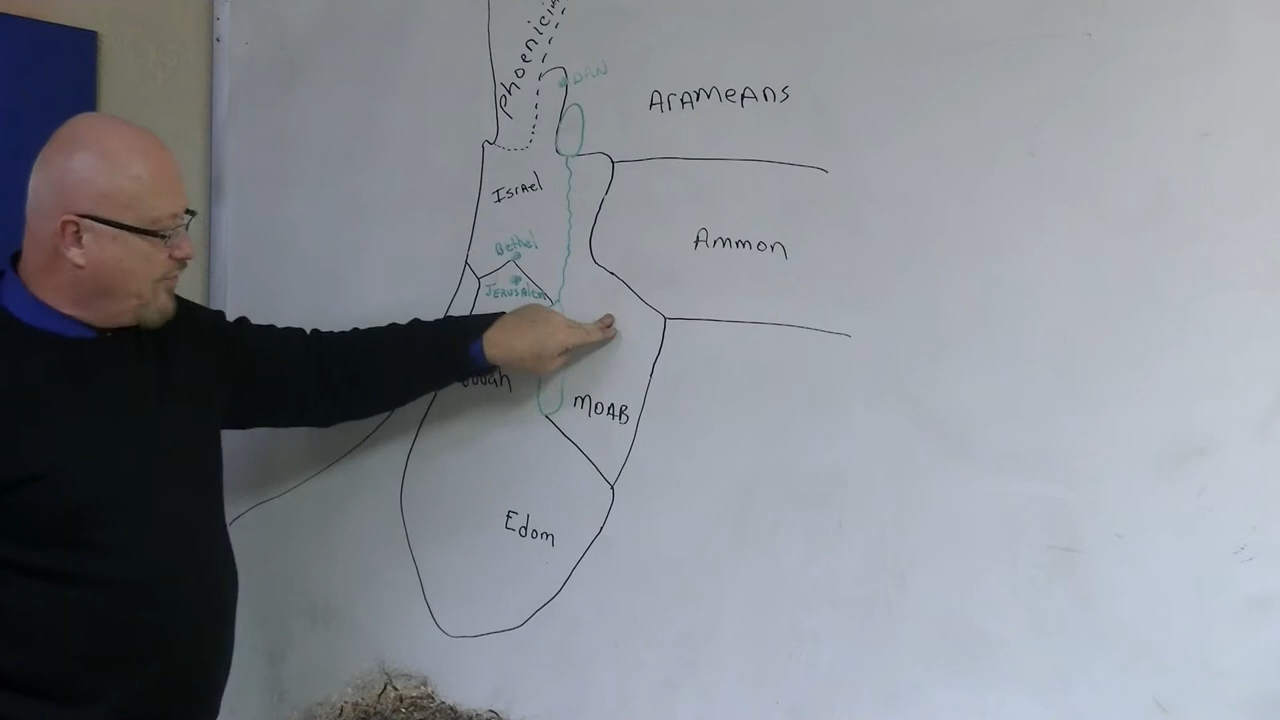 Phoenicia
DAN
ArAmeAns
IsrAel
Bethel
Ammon
JERUSAlem
MOAB
Edom